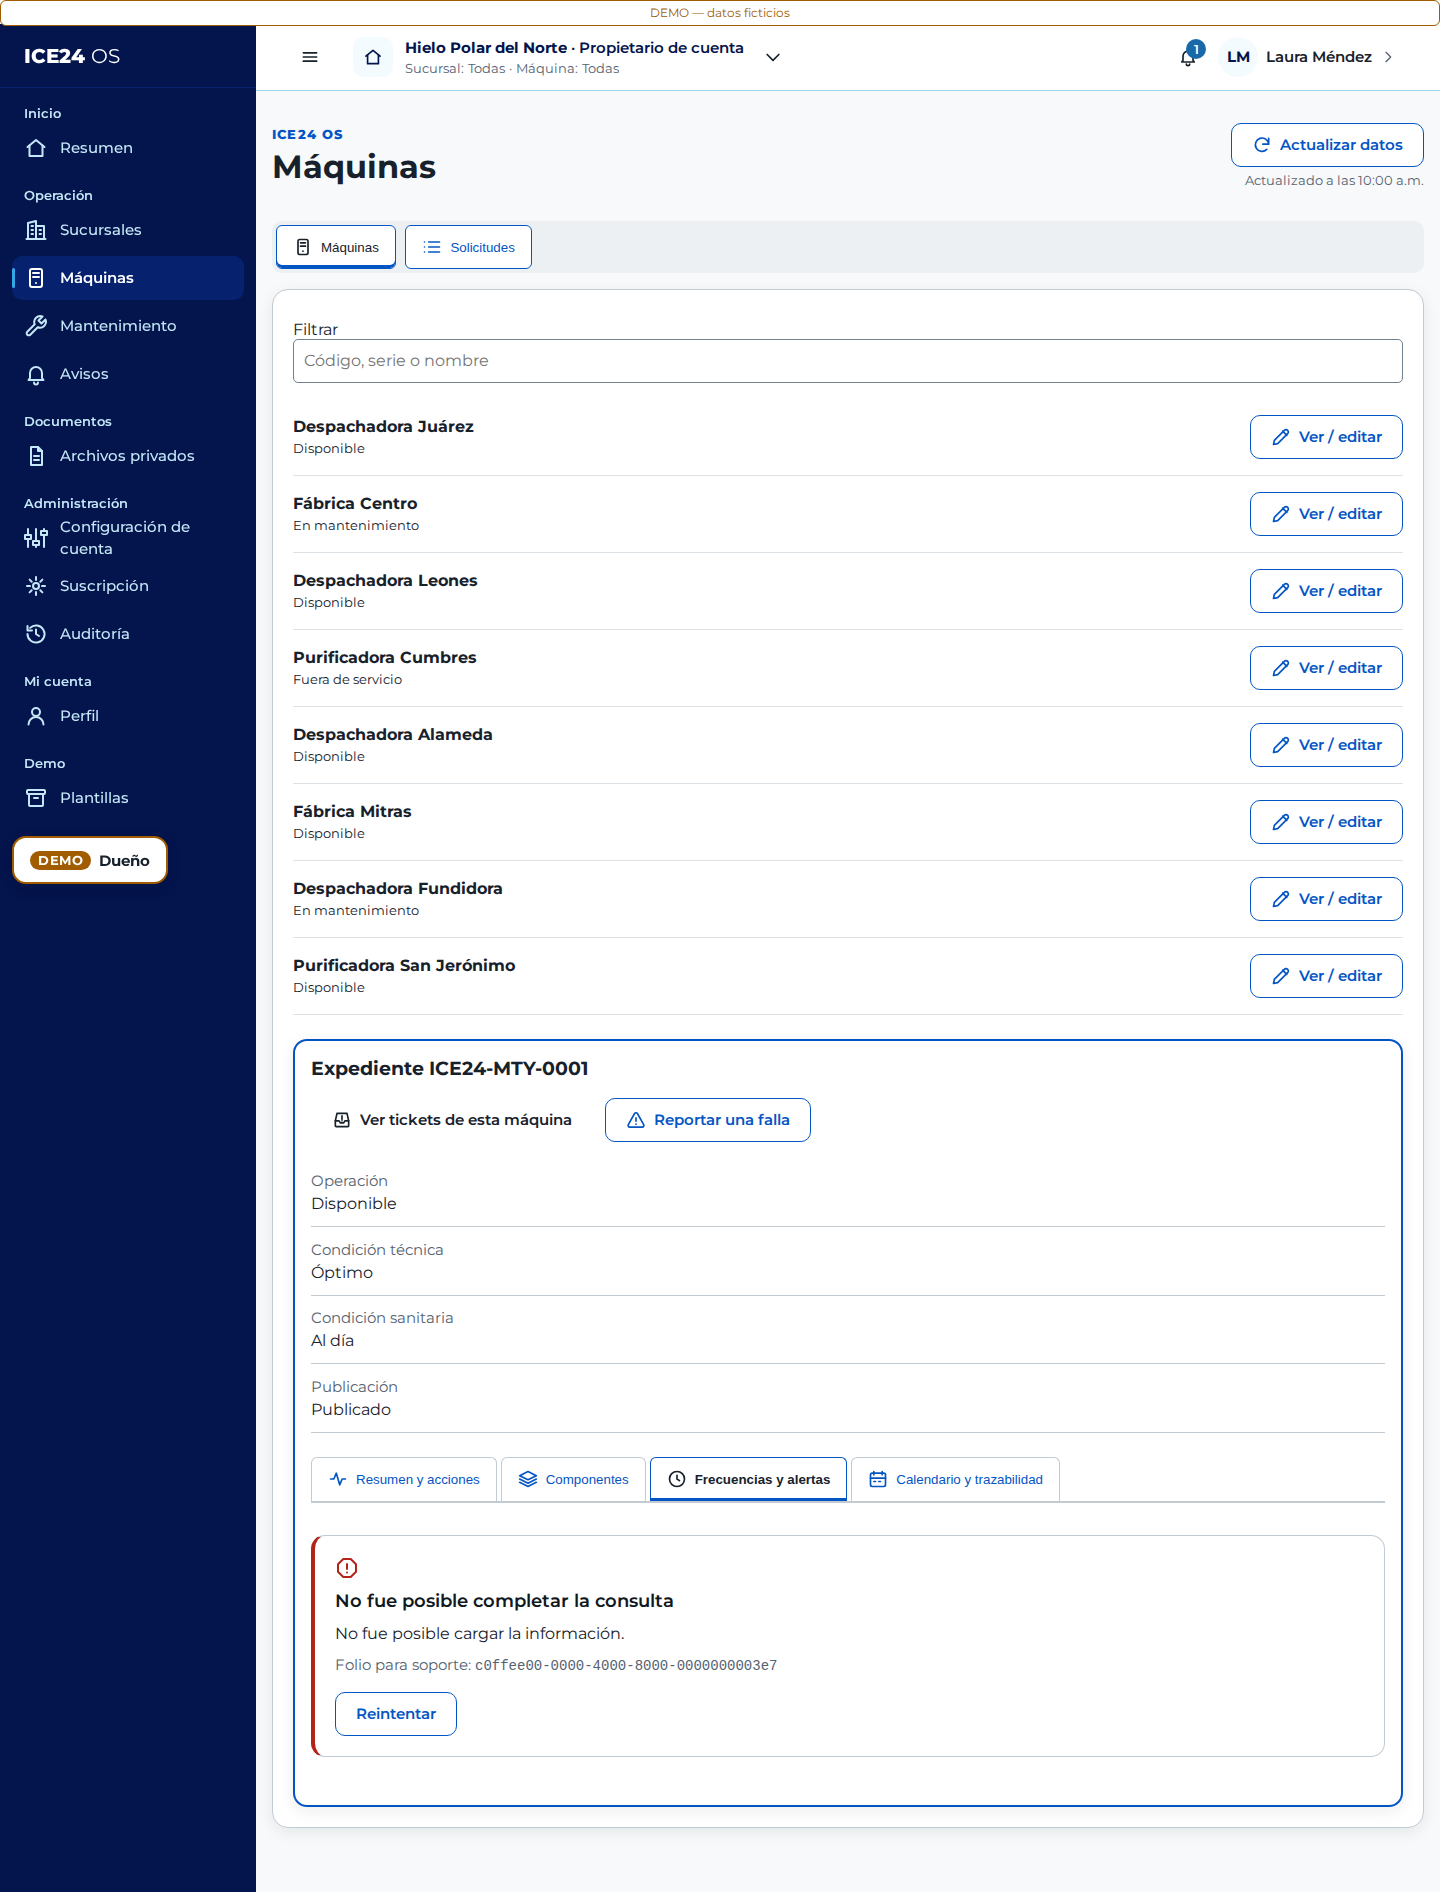 DEMO — datos ficticios
ICE24 OS
Inicio
Resumen
Operación
Sucursales
Máquinas
Mantenimiento
Avisos
Documentos
Archivos privados
Administración
Configuración de
cuenta
Suscripción
Auditoría
Mi cuenta
Perfil
Demo
Plantillas
DEMO Dueño
Hielo Polar del Norte · Propietario de cuenta
Sucursal: Todas · Máquina: Todas
1
LM Laura Méndez
ICE24 OS
Máquinas
Actualizar datos
Actualizado a las 10:00 a.m.
Máquinas
Solicitudes
Filtrar
Código, serie o nombre
Despachadora Juárez
Disponible
Ver / editar
Fábrica Centro
En mantenimiento
Ver / editar
Despachadora Leones
Disponible
Ver / editar
Purificadora Cumbres
Fuera de servicio
Ver / editar
Despachadora Alameda
Disponible
Ver / editar
Fábrica Mitras
Disponible
Ver / editar
Despachadora Fundidora
En mantenimiento
Ver / editar
Purificadora San Jerónimo
Disponible
Ver / editar
Expediente ICE24-MTY-0001
Ver tickets de esta máquina
Reportar una falla
Operación
Disponible
Condición técnica
Óptimo
Condición sanitaria
Al día
Publicación
Publicado
Resumen y acciones
Componentes
Frecuencias y alertas
Calendario y trazabilidad
No fue posible completar la consulta
No fue posible cargar la información.
Folio para soporte: c0ffee00-0000-4000-8000-0000000003e7
Reintentar